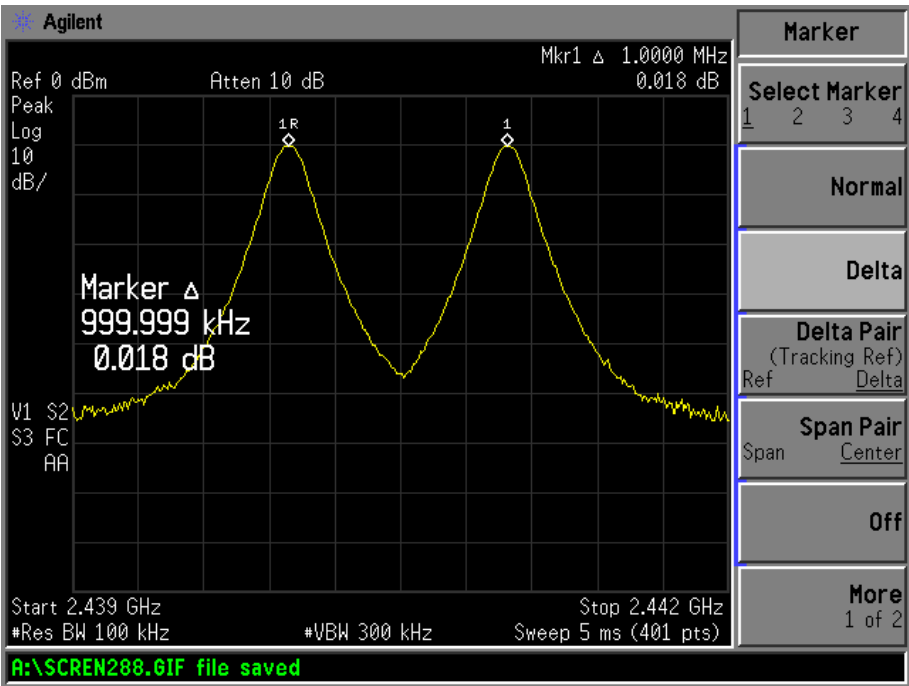 Agilent
Mkr1 Δ 1.0000 MHz
Ref 0 dBm Atten 10 dB 0.018 dB
Peak
Log
10
dB/
1R
1
Marker Δ
999.999 kHz
0.018 dB
V1 S2
S3 FC
AA
Start 2.439 GHz Stop 2.442 GHz
#Res BW 100 kHz #VBW 300 kHz Sweep 5 ms (401 pts)
A:\SCREN288.GIF file saved
Marker
Select Marker
1 2 3 4
Normal
Delta
Delta Pair
(Tracking Ref)
Ref Delta
Span Pair
Span Center
Off
More
1 of 2